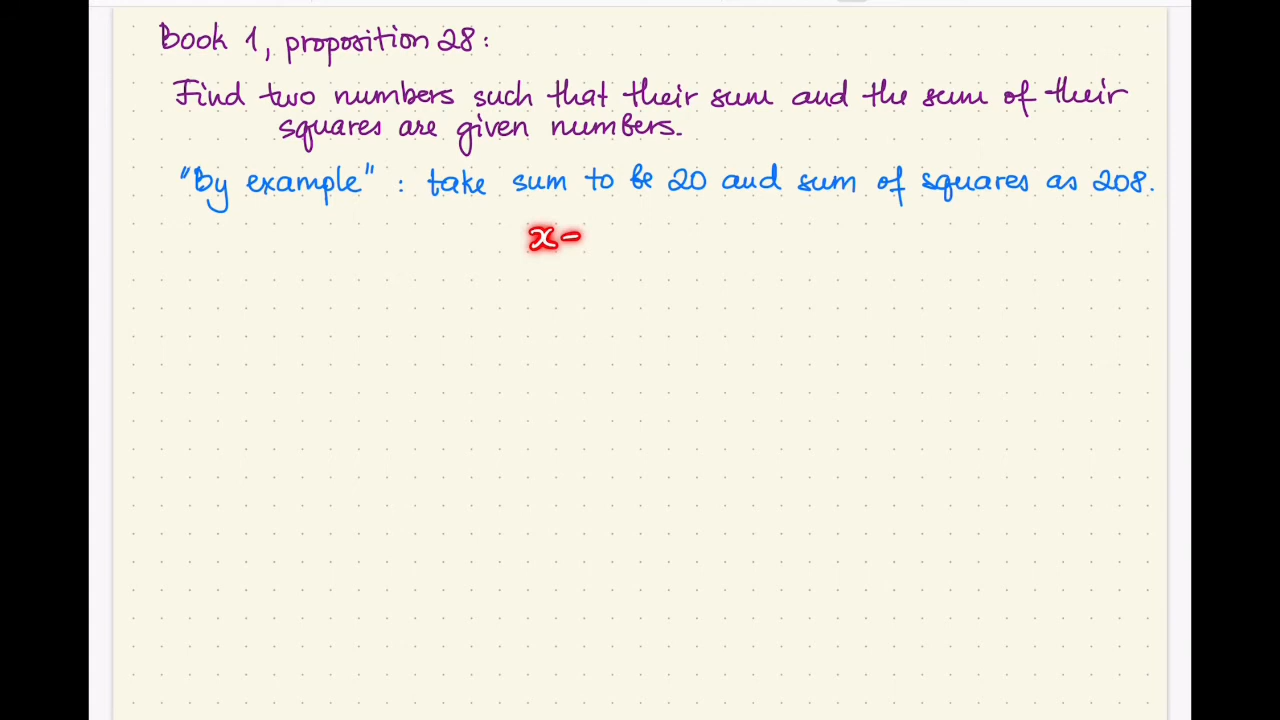 Book 1, proposition 28:
Find two numbers such that their sum and the sum of their
squares are given numbers.
"By example" : take sum to be 20 and sum of squares as 208.
x-